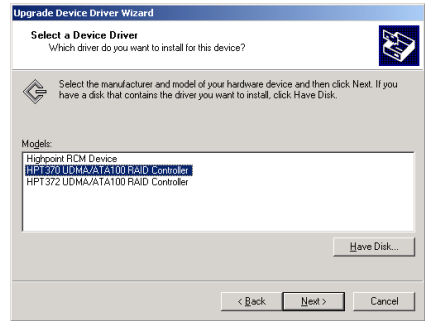 Upgrade Device Driver Wizard
Select a Device Driver
Which driver do you want to install for this device?
Select the manufacturer and model of your hardware device and then click Next. If you
have a disk that contains the driver you want to install, click Have Disk.
Models:
Highpoint RCM Device
HPT370 UDMA/ATA100 RAID Controller
HPT372 UDMA/ATA100 RAID Controller
Have Disk...
< Back
Next >
Cancel